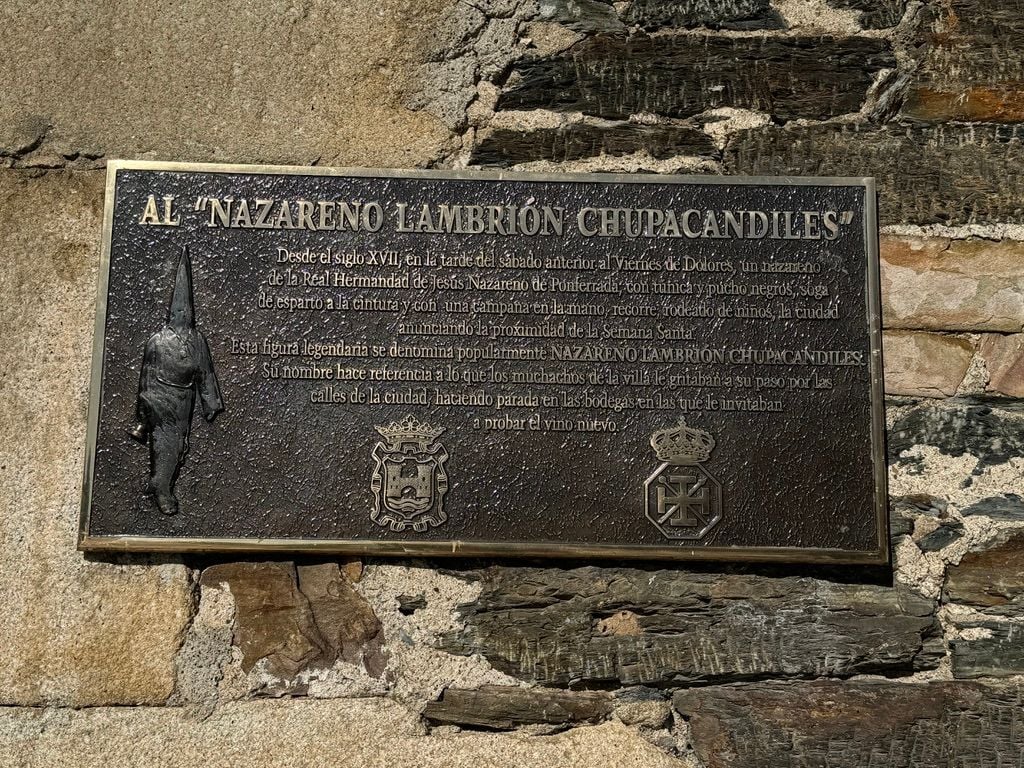 AL "NAZARENO LAMBRIÓN CHUPACANDILES"
Desde el siglo XVII, en la tarde del sábado anterior al Viernes de Dolores, un nazareno
de la Real Hermandad de Jesús Nazareno de Ponferrada, con túnica y pucho negros, soga
de esparto a la cintura y con una campana en la mano, recorre, rodeado de niños, la ciudad
anunciando la proximidad de la Semana Santa.
Esta figura legendaria se denomina popularmente NAZARENO LAMBRIÓN CHUPACANDILES.
Su nombre hace referencia a lo que los muchachos de la villa le gritaban a su paso por las
calles de la ciudad, haciendo parada en las bodegas en las que le invitaban
a probar el vino nuevo.